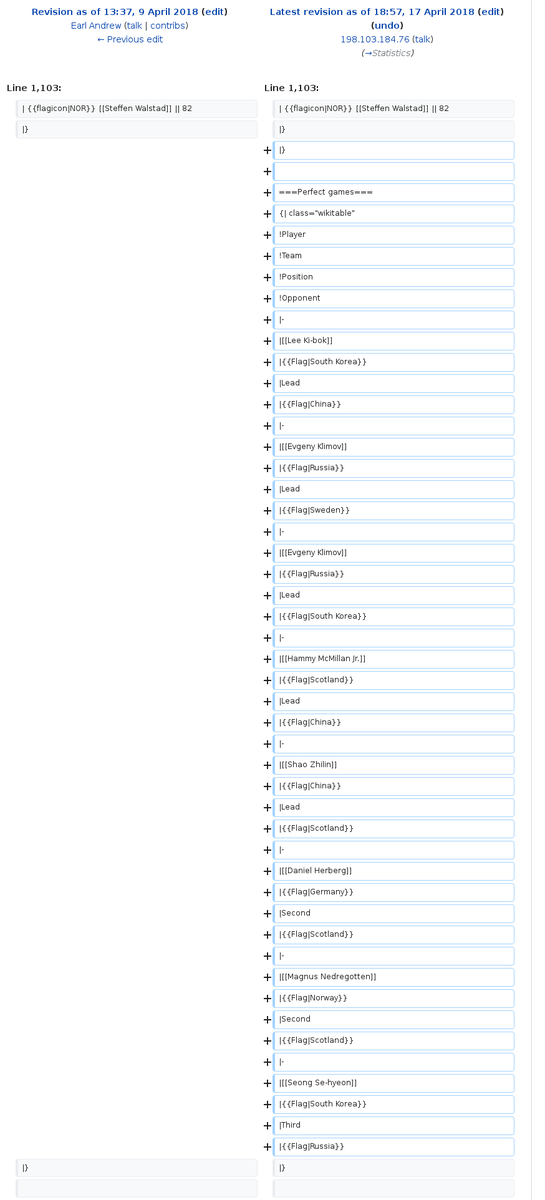 Revision as of 13:37, 9 April 2018 (edit)
Earl Andrew (talk | contribs)
← Previous edit
Latest revision as of 18:57, 17 April 2018 (edit)
(undo)
198.103.184.76 (talk)
(→Statistics)
Line 1,103:
Line 1,103:
| {{flagicon|NOR}} [[Steffen Walstad]] || 82
| {{flagicon|NOR}} [[Steffen Walstad]] || 82
|}
|}
+ |}
+
+ ===Perfect games===
+ {| class="wikitable"
+ !Player
+ !Team
+ !Position
+ !Opponent
+ |-
+ |[[Lee Ki-bok]]
+ |{{Flag|South Korea}}
+ |Lead
+ |{{Flag|China}}
+ |-
+ |[[Evgeny Klimov]]
+ |{{Flag|Russia}}
+ |Lead
+ |{{Flag|Sweden}}
+ |-
+ |[[Evgeny Klimov]]
+ |{{Flag|Russia}}
+ |Lead
+ |{{Flag|South Korea}}
+ |-
+ |[[Hammy McMillan Jr.]]
+ |{{Flag|Scotland}}
+ |Lead
+ |{{Flag|China}}
+ |-
+ |[[Shao Zhilin]]
+ |{{Flag|China}}
+ |Lead
+ |{{Flag|Scotland}}
+ |-
+ |[[Daniel Herberg]]
+ |{{Flag|Germany}}
+ |Second
+ |{{Flag|Scotland}}
+ |-
+ |[[Magnus Nedregotten]]
+ |{{Flag|Norway}}
+ |Second
+ |{{Flag|Scotland}}
+ |-
+ |[[Seong Se-hyeon]]
+ |{{Flag|South Korea}}
+ |Third
+ |{{Flag|Russia}}
|}
|}